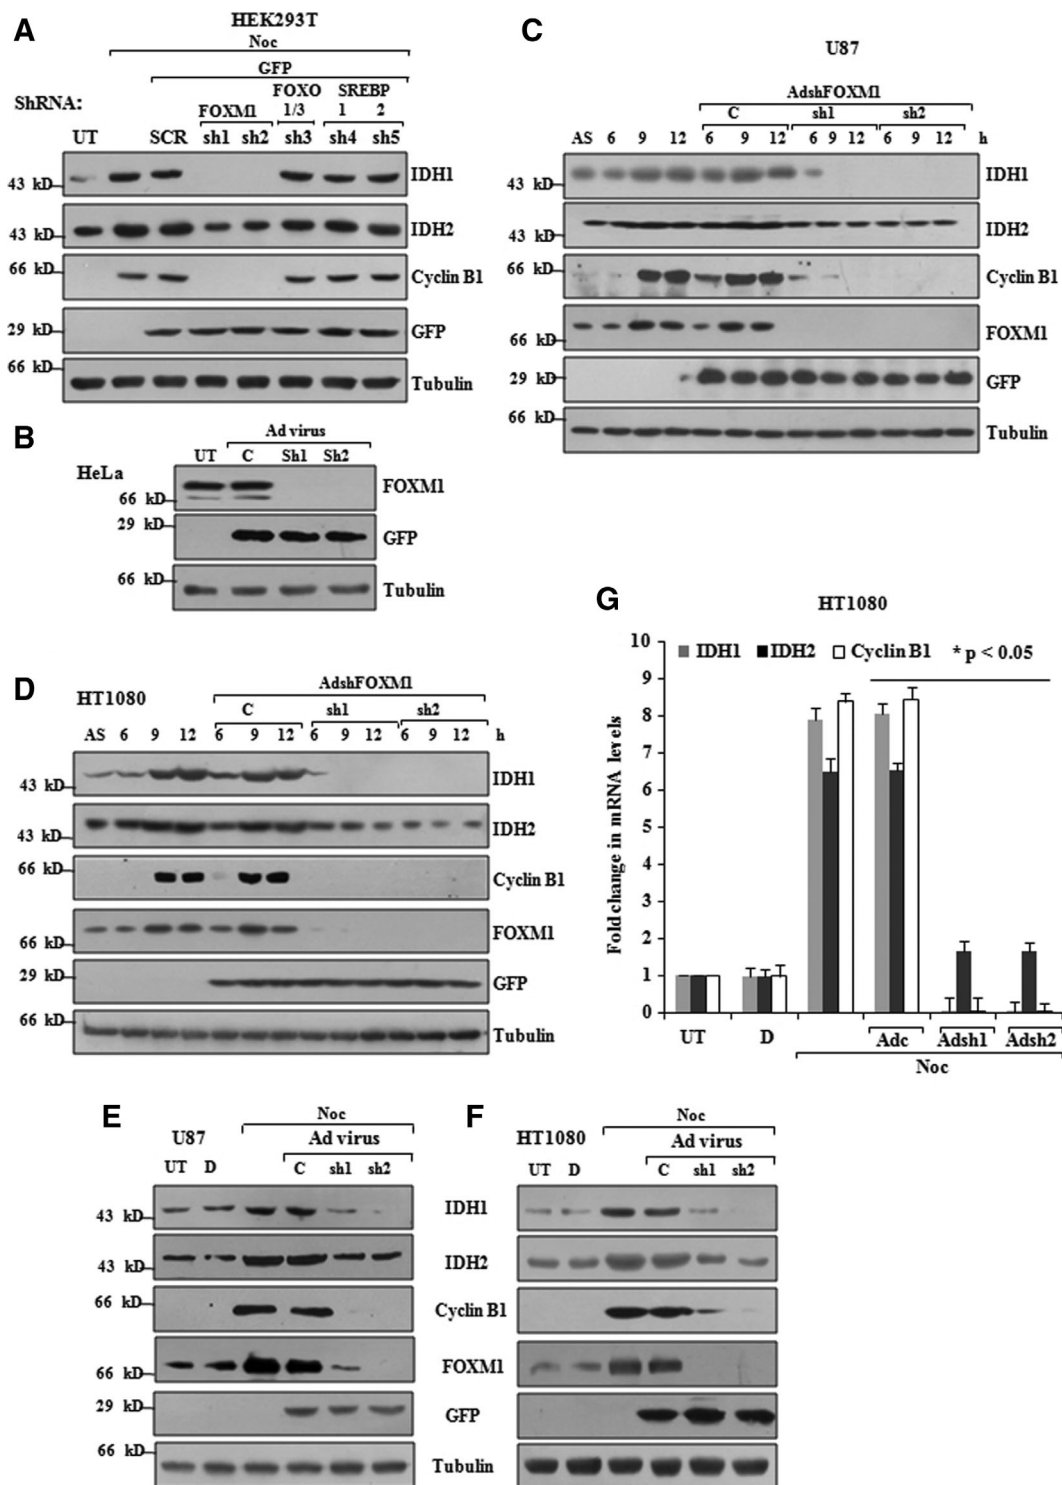 A
HEK293T
Noc
GFP
ShRNA:
FOXM1
FOXO 1/3
SREBP
1 2
UT SCR sh1 sh2 sh3 sh4 sh5
43 kD IDH1
43 kD IDH2
66 kD Cyclin B1
29 kD GFP
66 kD Tubulin
B
HeLa
Ad virus
UT C Sh1 Sh2
66 kD FOXM1
29 kD GFP
66 kD Tubulin
C
U87
AdshFOXM1
C sh1 sh2
AS 6 9 12 6 9 12 6 9 12 6 9 12 h
43 kD IDH1
43 kD IDH2
66 kD Cyclin B1
66 kD FOXM1
29 kD GFP
66 kD Tubulin
D
HT1080
AdshFOXM1
C sh1 sh2
AS 6 9 12 6 9 12 6 9 12 6 9 12 h
43 kD IDH1
43 kD IDH2
66 kD Cyclin B1
66 kD FOXM1
29 kD GFP
66 kD Tubulin
G
HT1080
IDH1 IDH2 Cyclin B1 * p < 0.05
Fold change in mRNA levels
10
9
8
7
6
5
4
3
2
1
0
UT D Adc Adsh1 Adsh2
Noc
E
U87
Noc
Ad virus
UT D C sh1 sh2
43 kD
43 kD
66 kD
66 kD
29 kD
66 kD
F
HT1080
Noc
Ad virus
UT D C sh1 sh2
IDH1
IDH2
Cyclin B1
FOXM1
GFP
Tubulin